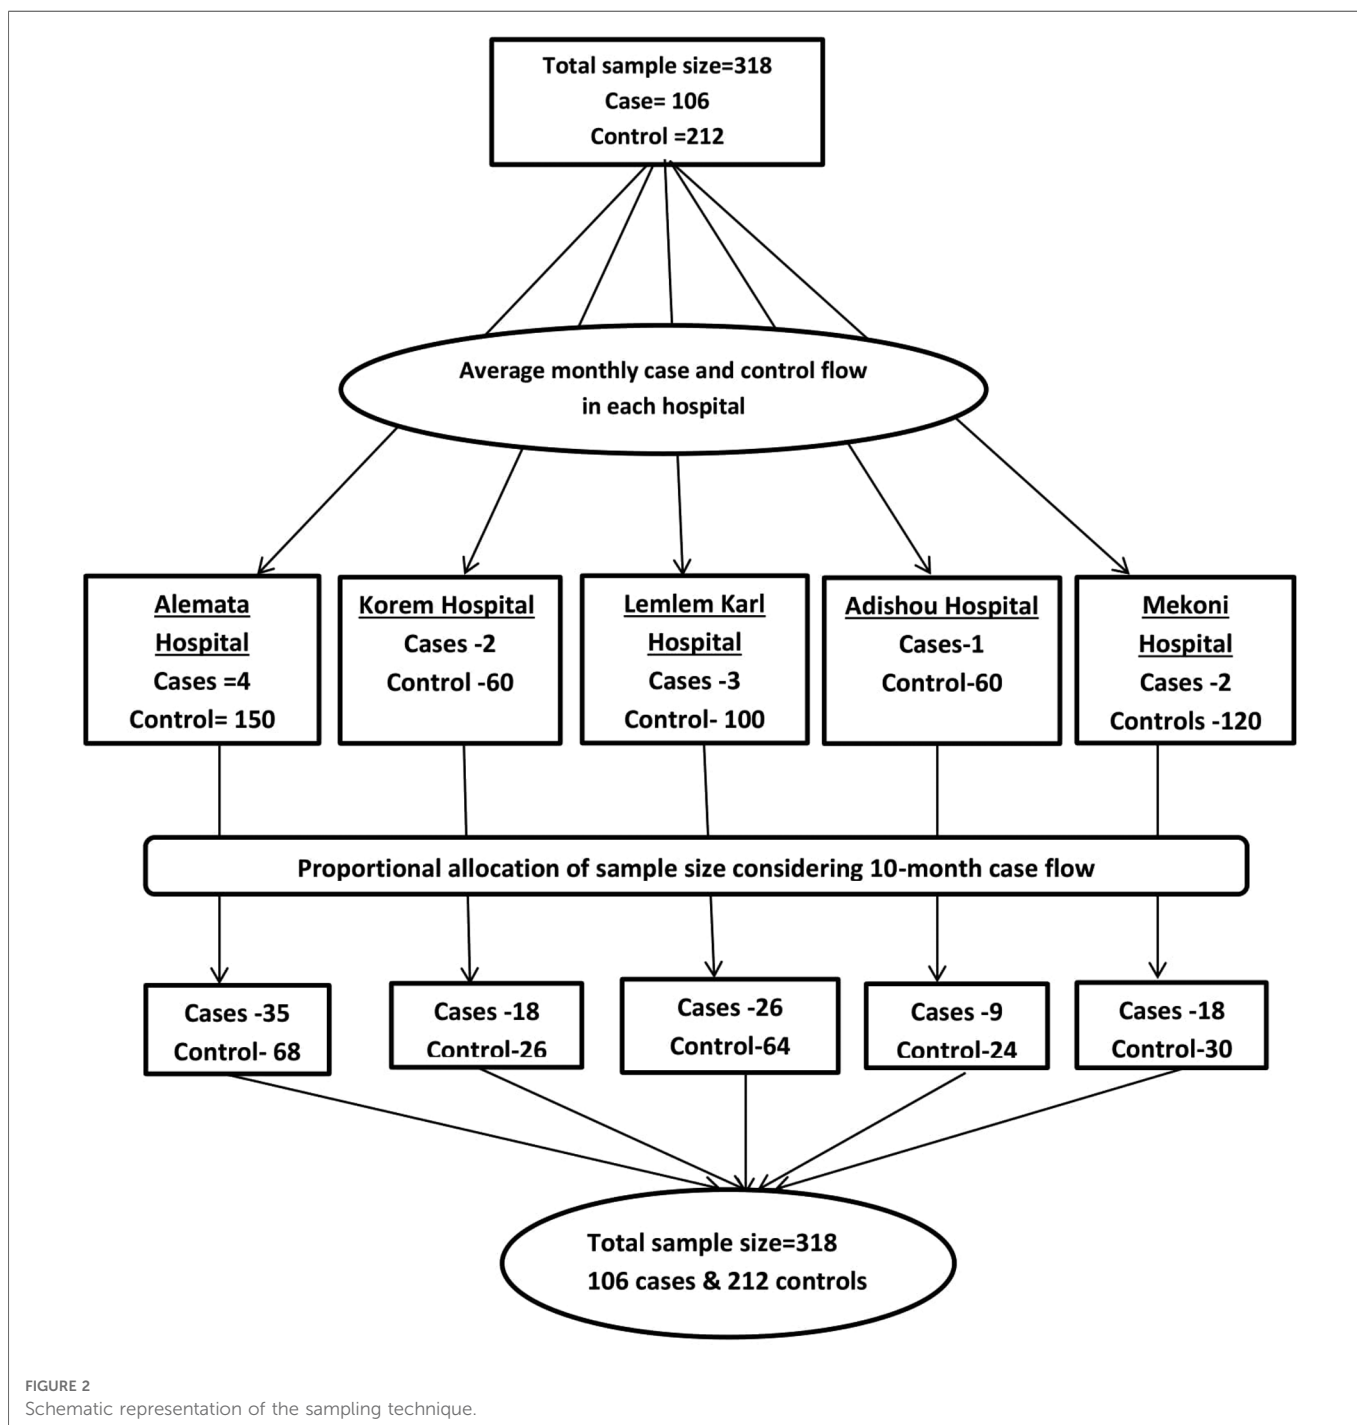 Total sample size=318
Case= 106
Control =212
Average monthly case and control flow
in each hospital
Alemata
Hospital
Cases =4
Control= 150
Korem Hospital
Cases -2
Control -60
Lemlem Karl
Hospital
Cases -3
Control- 100
Adishou Hospital
Cases-1
Control-60
Mekoni
Hospital
Cases -2
Controls -120
Proportional allocation of sample size considering 10-month case flow
Cases -35
Control- 68
Cases -18
Control-26
Cases -26
Control-64
Cases -9
Control-24
Cases -18
Control-30
Total sample size=318
106 cases & 212 controls
FIGURE 2
Schematic representation of the sampling technique.